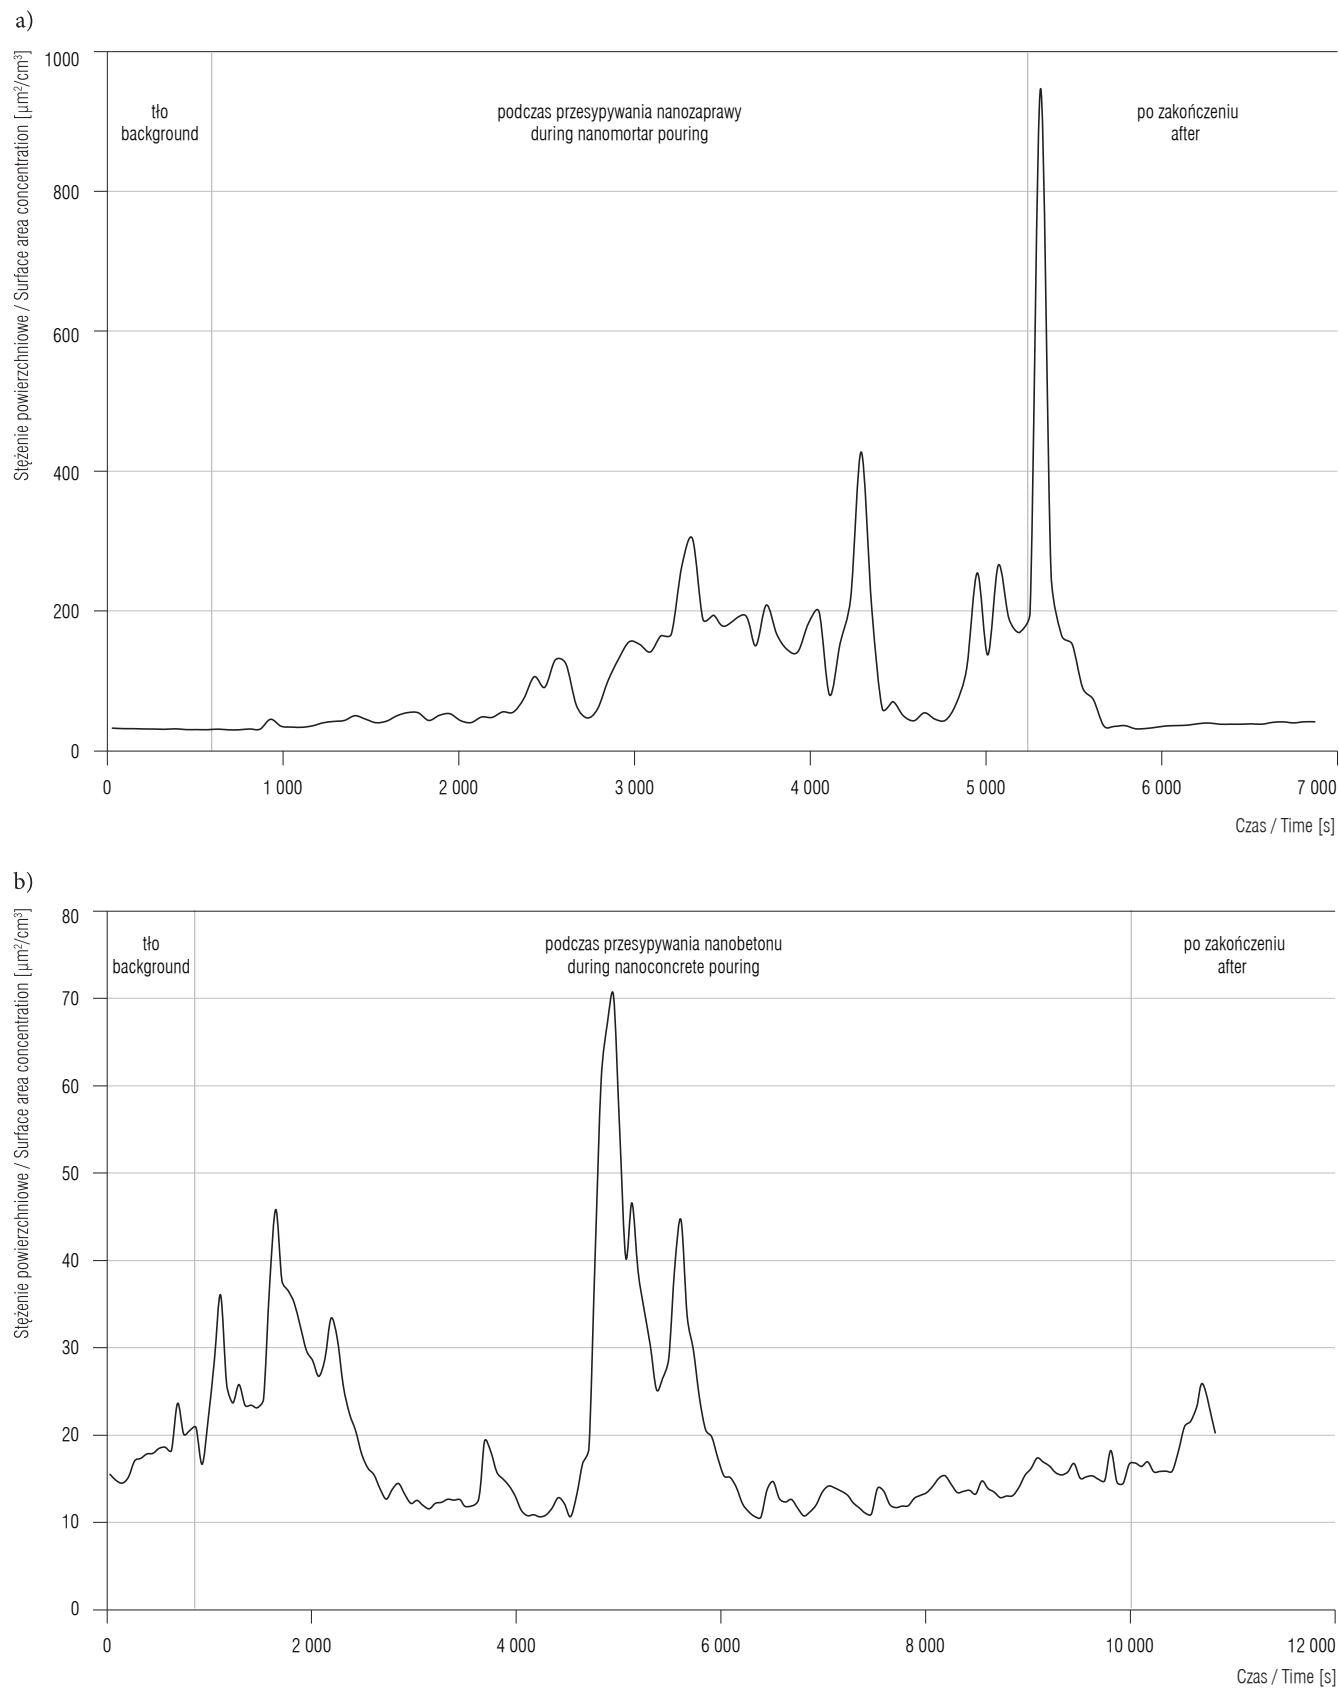 a)
Stężenie powierzchniowe / Surface area concentration [µm²/cm³]
1000
800
600
400
200
0
tło
background
podczas przesypywania nanozaprawy
during nanomortar pouring
po zakończeniu
after
0 1 000 2 000 3 000 4 000 5 000 6 000 7 000
Czas / Time [s]
b)
Stężenie powierzchniowe / Surface area concentration [µm²/cm³]
80
70
60
50
40
30
20
10
0
tło
background
podczas przesypywania nanobetonu
during nanoconcrete pouring
po zakończeniu
after
0 2 000 4 000 6 000 8 000 10 000 12 000
Czas / Time [s]